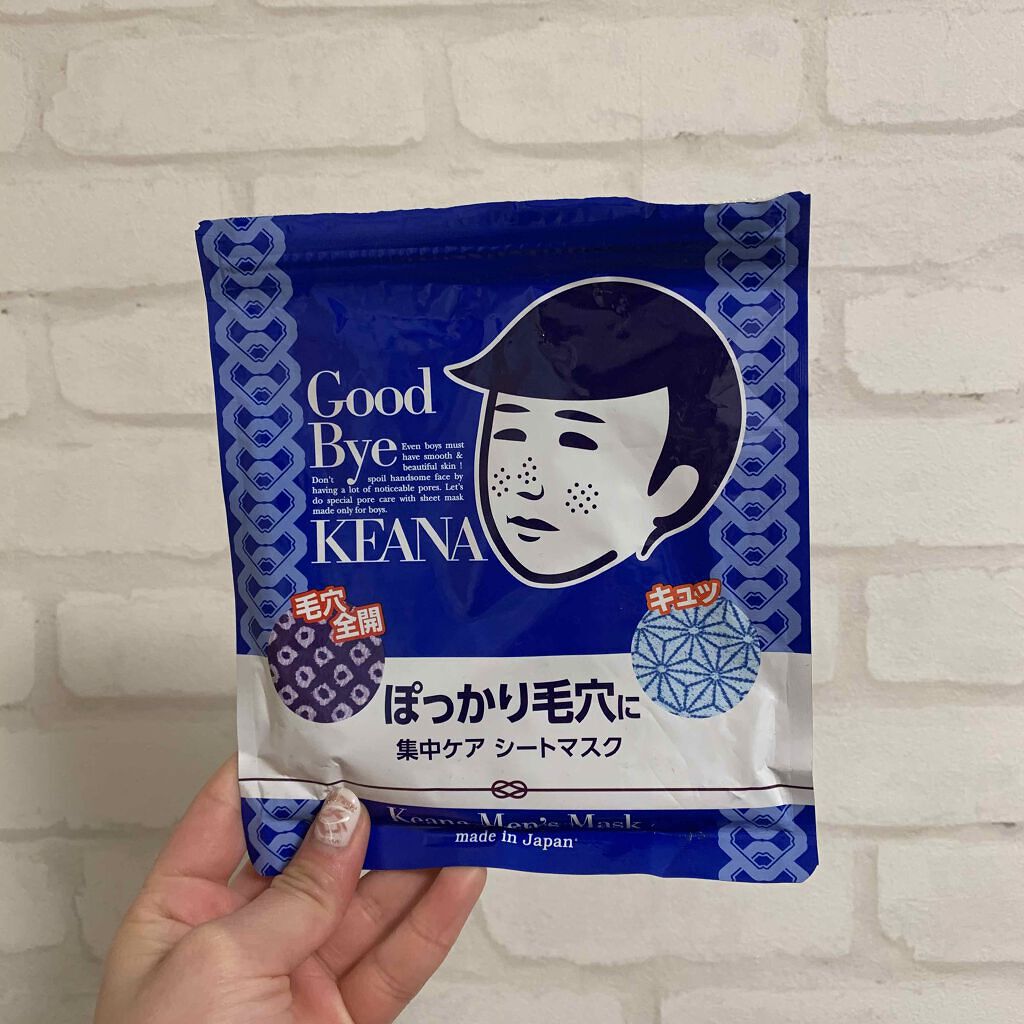 Good
Bye
Even boys must
have smooth &
beautiful skin !
Don't spoil handsome face by
having a lot of noticeable pores. Let's
do special pore care with sheet mask
made only for boys.
KEANA
毛穴
全開
キュッ
ぽっかり毛穴に
集中ケア シートマスク
Keana Men's Mask
made in Japan